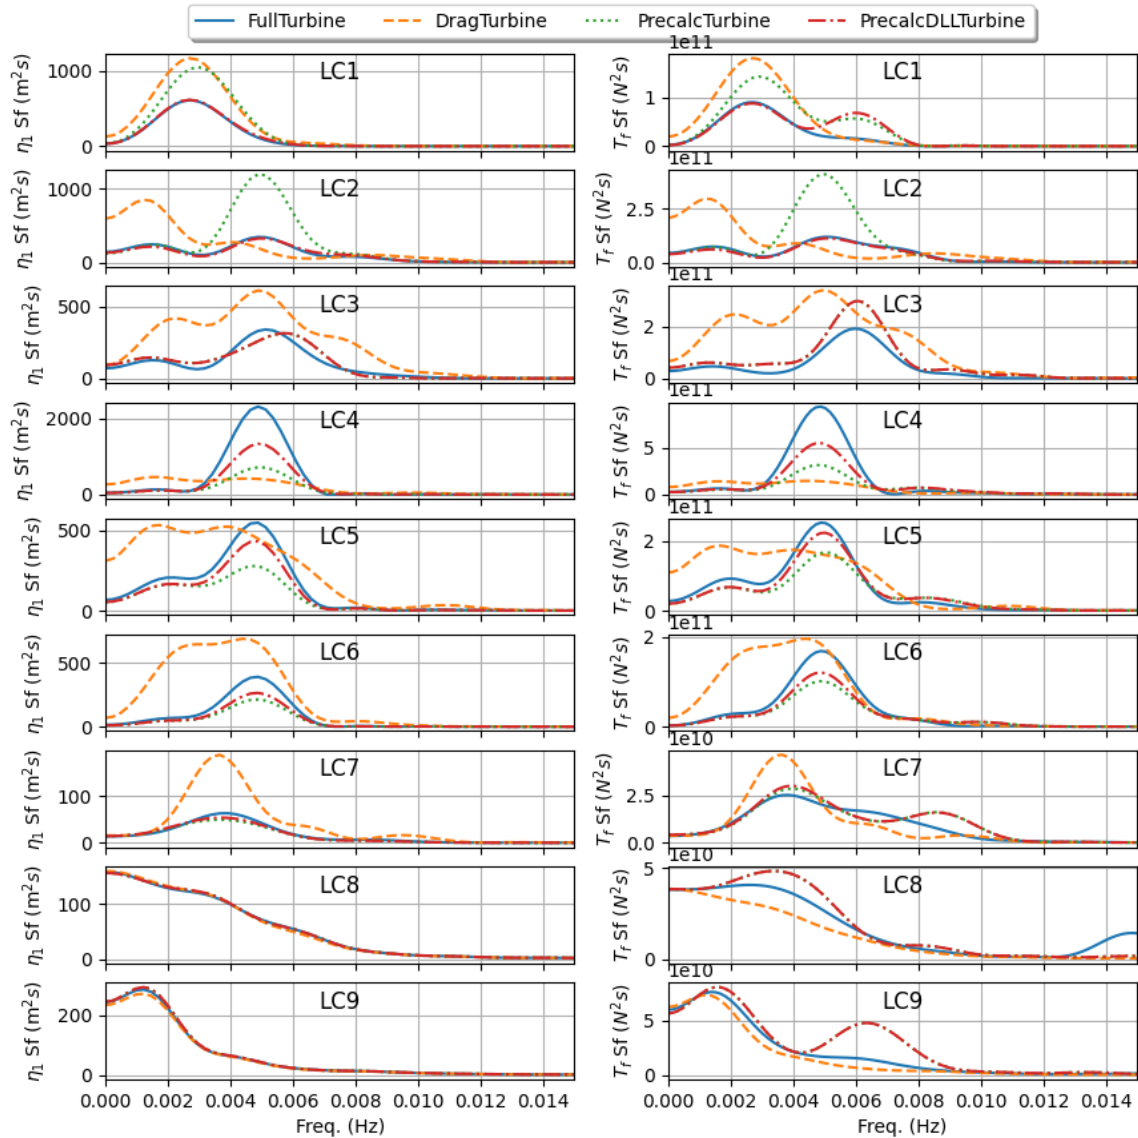 FullTurbine DragTurbine PrecalcTurbine PrecalcDLLTurbine
1e11
η1 Sf (m²s) 1000 0 LC1
Tf Sf (N²s) 1 0 LC1
1e11
η1 Sf (m²s) 1000 0 LC2
Tf Sf (N²s) 2.5 0.0 LC2
1e11
η1 Sf (m²s) 500 0 LC3
Tf Sf (N²s) 2 0 LC3
1e11
η1 Sf (m²s) 2000 0 LC4
Tf Sf (N²s) 5 0 LC4
1e11
η1 Sf (m²s) 500 0 LC5
Tf Sf (N²s) 2 0 LC5
1e11
η1 Sf (m²s) 500 0 LC6
Tf Sf (N²s) 2 0 LC6
1e10
η1 Sf (m²s) 100 0 LC7
Tf Sf (N²s) 2.5 0.0 LC7
1e10
η1 Sf (m²s) 100 0 LC8
Tf Sf (N²s) 5 0 LC8
1e10
η1 Sf (m²s) 200 0 LC9
Tf Sf (N²s) 5 0 LC9
0.000 0.002 0.004 0.006 0.008 0.010 0.012 0.014
0.000 0.002 0.004 0.006 0.008 0.010 0.012 0.014
Freq. (Hz)
Freq. (Hz)